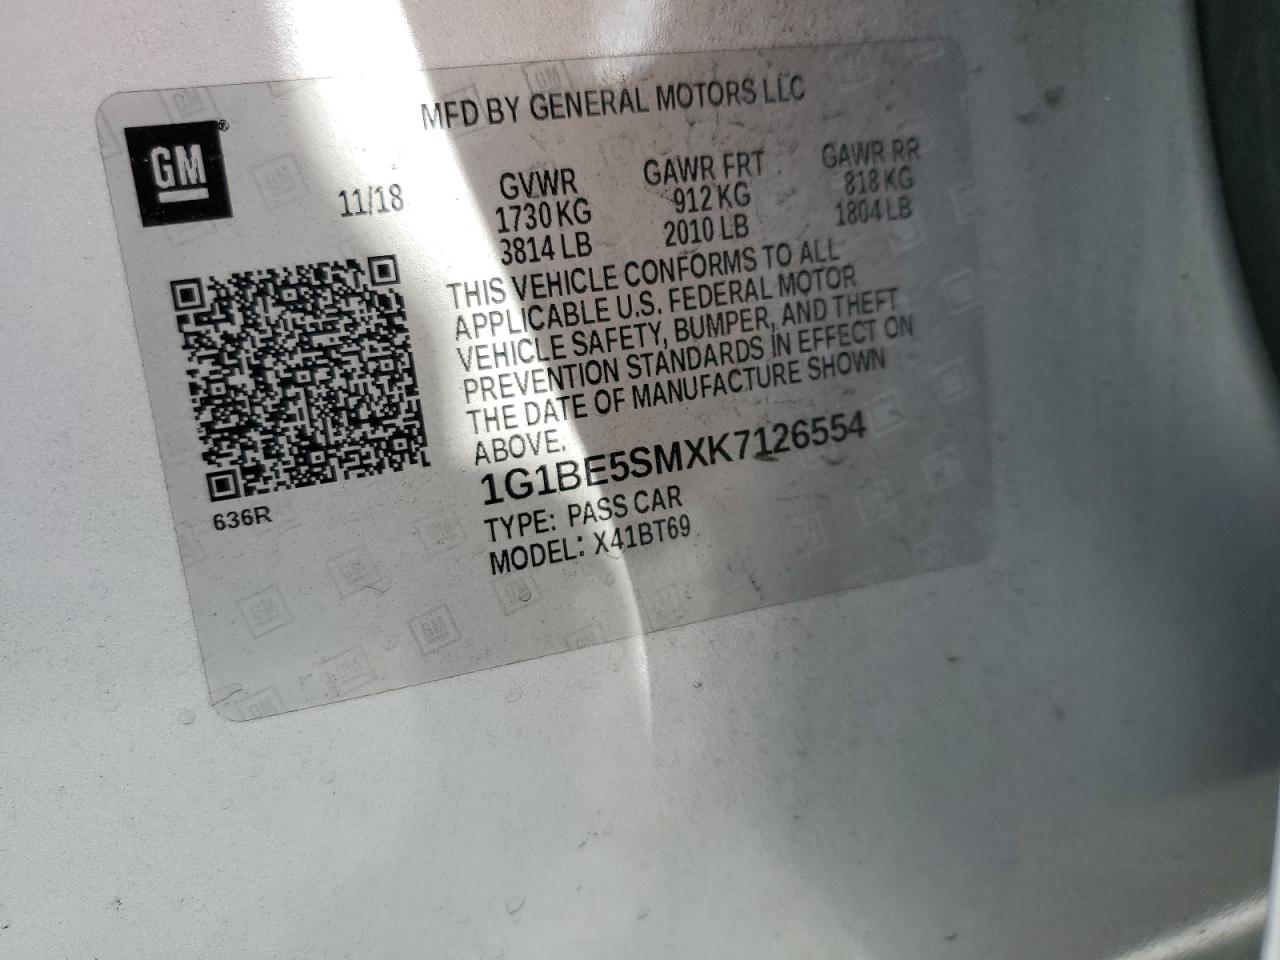 MFD BY GENERAL MOTORS LLC
GM®
11/18
GVWR GAWR FRT GAWR RR
1730 KG 912 KG 818 KG
3814 LB 2010 LB 1804 LB
THIS VEHICLE CONFORMS TO ALL
APPLICABLE U.S. FEDERAL MOTOR
VEHICLE SAFETY, BUMPER, AND THEFT
PREVENTION STANDARDS IN EFFECT ON
THE DATE OF MANUFACTURE SHOWN
ABOVE.
1G1BE5SMXK7126554
TYPE: PASS CAR
MODEL: X41BT69
636R